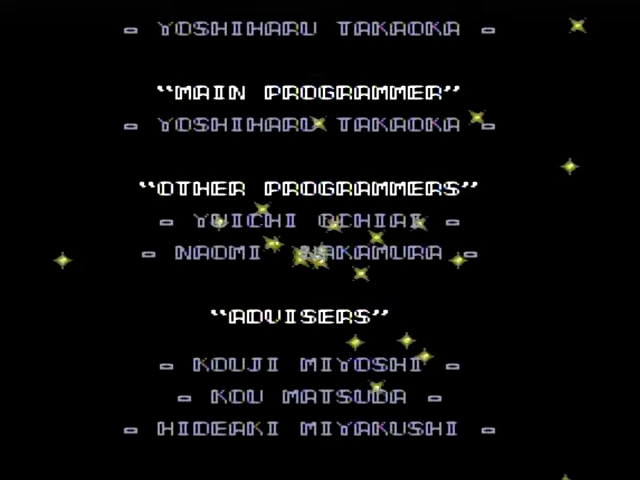 - YOSHIHARU TAKAOKA -
"MAIN PROGRAMMER"
- YOSHIHARU TAKAOKA -
"OTHER PROGRAMMERS"
- YUICHI OCHIAI -
- NAOMI NAKAMURA -
"ADVISERS"
- KOUJI MIYOSHI -
- KOU MATSUDA -
- HIDEAKI MIYAKUSHI -